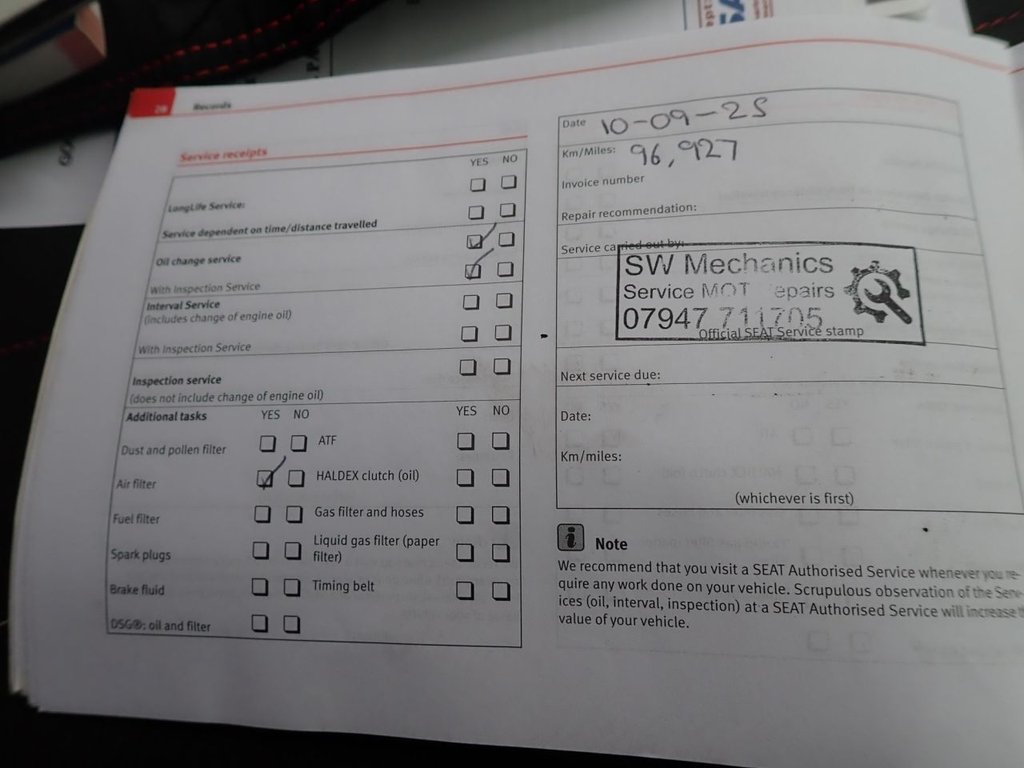 28 Records
Service receipts
YES NO
LongLife Service:
Service dependent on time/distance travelled
Oil change service
With Inspection Service
Interval Service
(includes change of engine oil)
With Inspection Service
Inspection service
(does not include change of engine oil)
Additional tasks YES NO YES NO
Dust and pollen filter ATF
Air filter HALDEX clutch (oil)
Fuel filter Gas filter and hoses
Spark plugs Liquid gas filter (paper
filter)
Brake fluid Timing belt
DSG®: oil and filter
Date 10-09-25
Km/Miles: 96,927
Invoice number
Repair recommendation:
Service carried out by:
SW Mechanics
Service MOT epairs
07947 711705
Official SEAT Service stamp
Next service due:
Date:
Km/miles:
(whichever is first)
i Note
We recommend that you visit a SEAT Authorised Service whenever you re-
quire any work done on your vehicle. Scrupulous observation of the Serv-
ices (oil, interval, inspection) at a SEAT Authorised Service will increase
value of your vehicle.